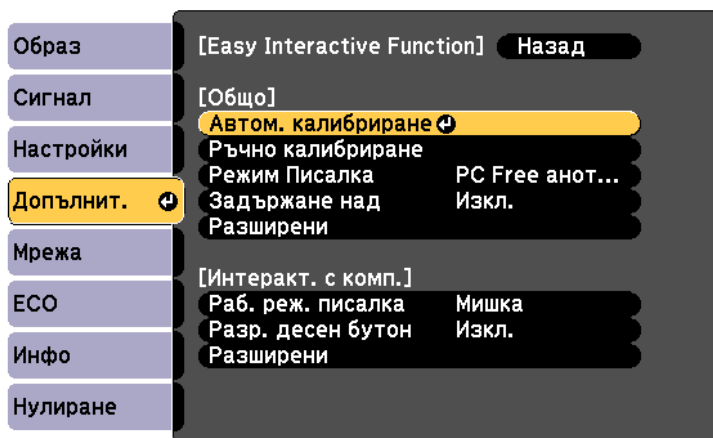 Образ
Сигнал
Настройки
Допълнит.
Мрежа
ECO
Инфо
Нулиране
[Easy Interactive Function] Назад
[Общо]
Автом. калибриране
Ръчно калибриране
Режим Писалка PC Free анот...
Задържане над Изкл.
Разширени
[Интеракт. с комп.]
Раб. реж. писалка Мишка
Разр. десен бутон Изкл.
Разширени